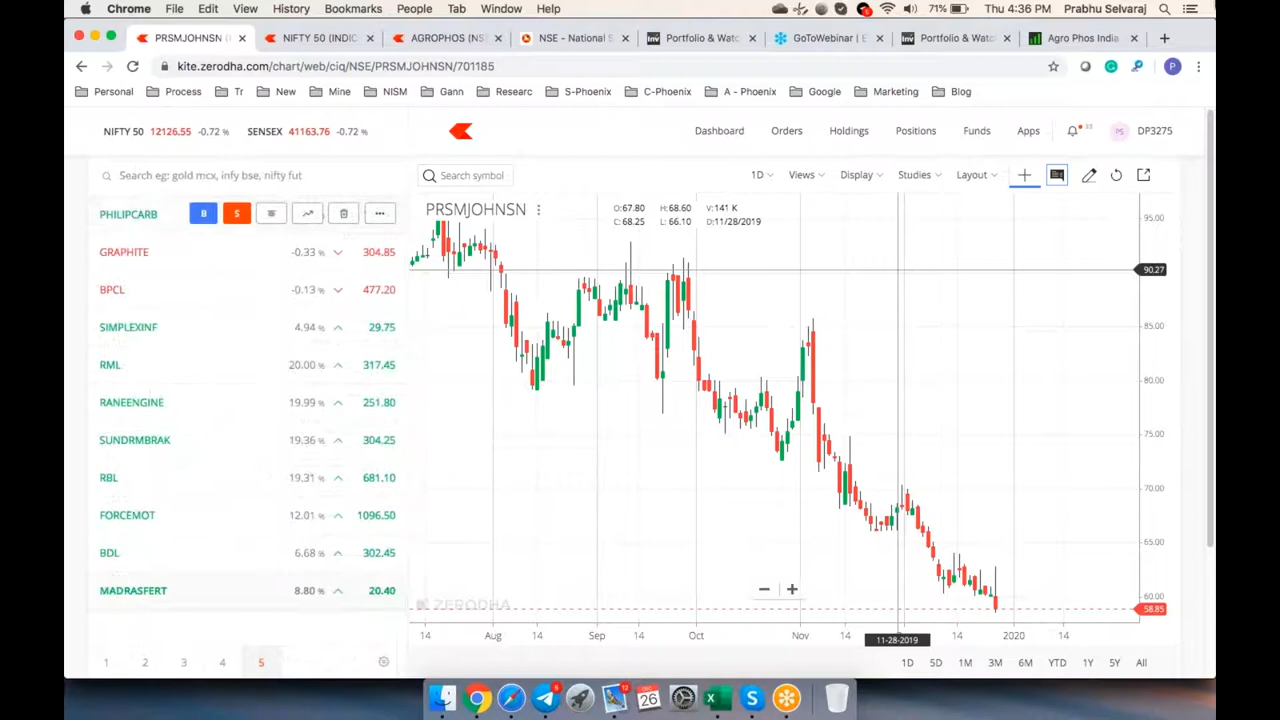 Chrome File Edit View History Bookmarks People Tab Window Help 71% Thu 4:36 PM Prabhu Selvaraj
PRSMJOHNSN ( NIFTY 50 (INDIC AGROPHOS (NS NSE - National S Portfolio & Watc GoToWebinar | E Portfolio & Watc Agro Phos India
kite.zerodha.com/chart/web/ciq/NSE/PRSMJOHNSN/701185
Personal Process Tr New Mine NISM Gann Researc S-Phoenix C-Phoenix A - Phoenix Google Marketing Blog
NIFTY 50 12126.55 -0.72 % SENSEX 41163.76 -0.72 % Dashboard Orders Holdings Positions Funds Apps PS DP3275
Search eg: gold mcx, infy bse, nifty fut
Search symbol 1D Views Display Studies Layout
PHILIPCARB B S
GRAPHITE -0.33 % 304.85
BPCL -0.13 % 477.20
SIMPLEXINF 4.94 % 29.75
RML 20.00 % 317.45
RANEENGINE 19.99 % 251.80
SUNDRMBRAK 19.36 % 304.25
RBL 19.31 % 681.10
FORCEMOT 12.01 % 1096.50
BDL 6.68 % 302.45
MADRASFERT 8.80 % 20.40
1 2 3 4 5
PRSMJOHNSN
O:67.80 H:68.60 V:141 K
C:68.25 L:66.10 D:11/28/2019
95.00
90.27
85.00
80.00
75.00
70.00
65.00
60.00
58.85
ZERODHA
14 Aug 14 Sep 14 Oct Nov 14 11-28-2019 14 2020 14
1D 5D 1M 3M 6M YTD 1Y 5Y All
DEC
26